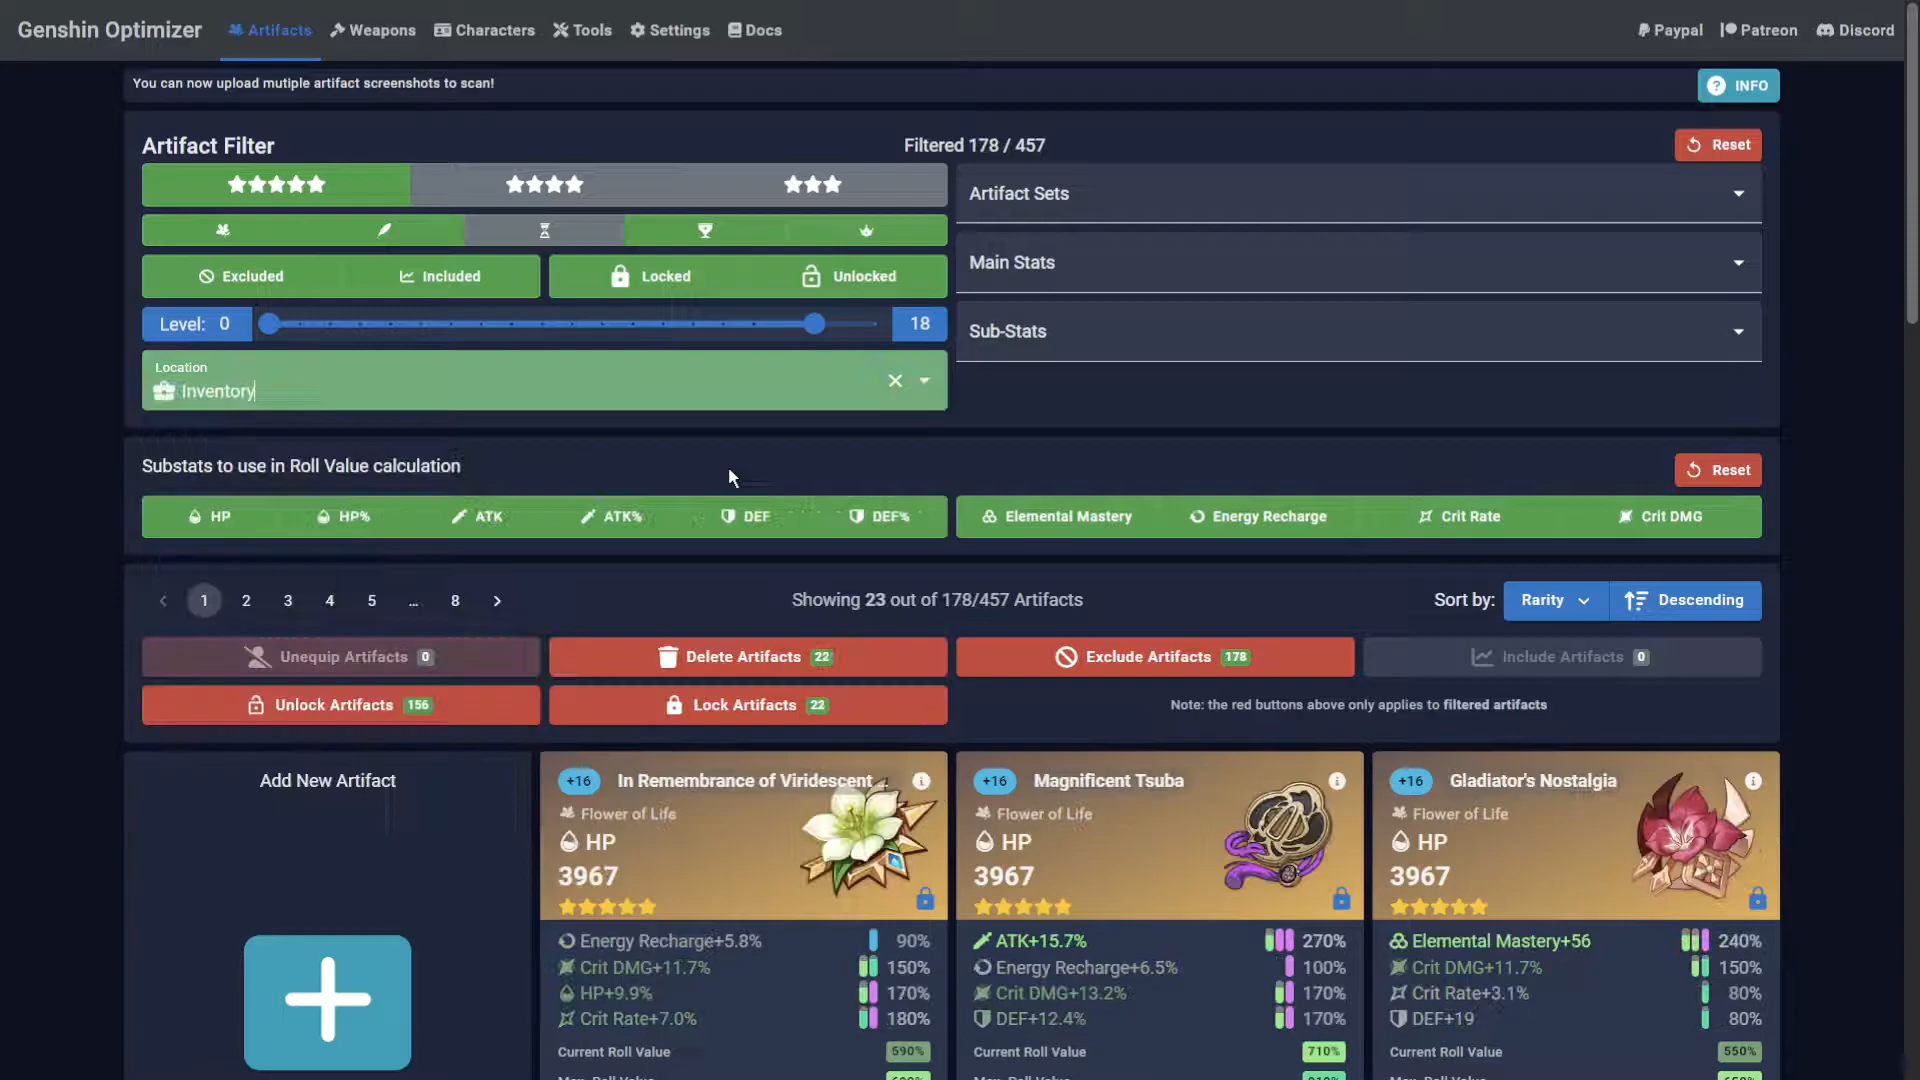 Genshin Optimizer
Artifacts
Weapons
Characters
Tools
Settings
Docs
Paypal
Patreon
Discord
You can now upload mutiple artifact screenshots to scan!
INFO
Artifact Filter
Filtered 178 / 457
Reset
Artifact Sets
Excluded
Included
Locked
Unlocked
Main Stats
Level: 0
18
Sub-Stats
Location
Inventory
Substats to use in Roll Value calculation
Reset
HP
HP%
ATK
ATK%
DEF
DEF%
Elemental Mastery
Energy Recharge
Crit Rate
Crit DMG
1
2
3
4
5
...
8
Showing 23 out of 178/457 Artifacts
Sort by:
Rarity
Descending
Unequip Artifacts 0
Delete Artifacts 22
Exclude Artifacts 178
Include Artifacts 0
Unlock Artifacts 156
Lock Artifacts 22
Note: the red buttons above only applies to filtered artifacts
Add New Artifact
+16 In Remembrance of Viridescent ...
Flower of Life
HP
3967
Energy Recharge+5.8% 90%
Crit DMG+11.7% 150%
HP+9.9% 170%
Crit Rate+7.0% 180%
Current Roll Value 590%
+16 Magnificent Tsuba
Flower of Life
HP
3967
ATK+15.7% 270%
Energy Recharge+6.5% 100%
Crit DMG+13.2% 170%
DEF+12.4% 170%
Current Roll Value 710%
+16 Gladiator's Nostalgia
Flower of Life
HP
3967
Elemental Mastery+56 240%
Crit DMG+11.7% 150%
Crit Rate+3.1% 80%
DEF+19 80%
Current Roll Value 550%